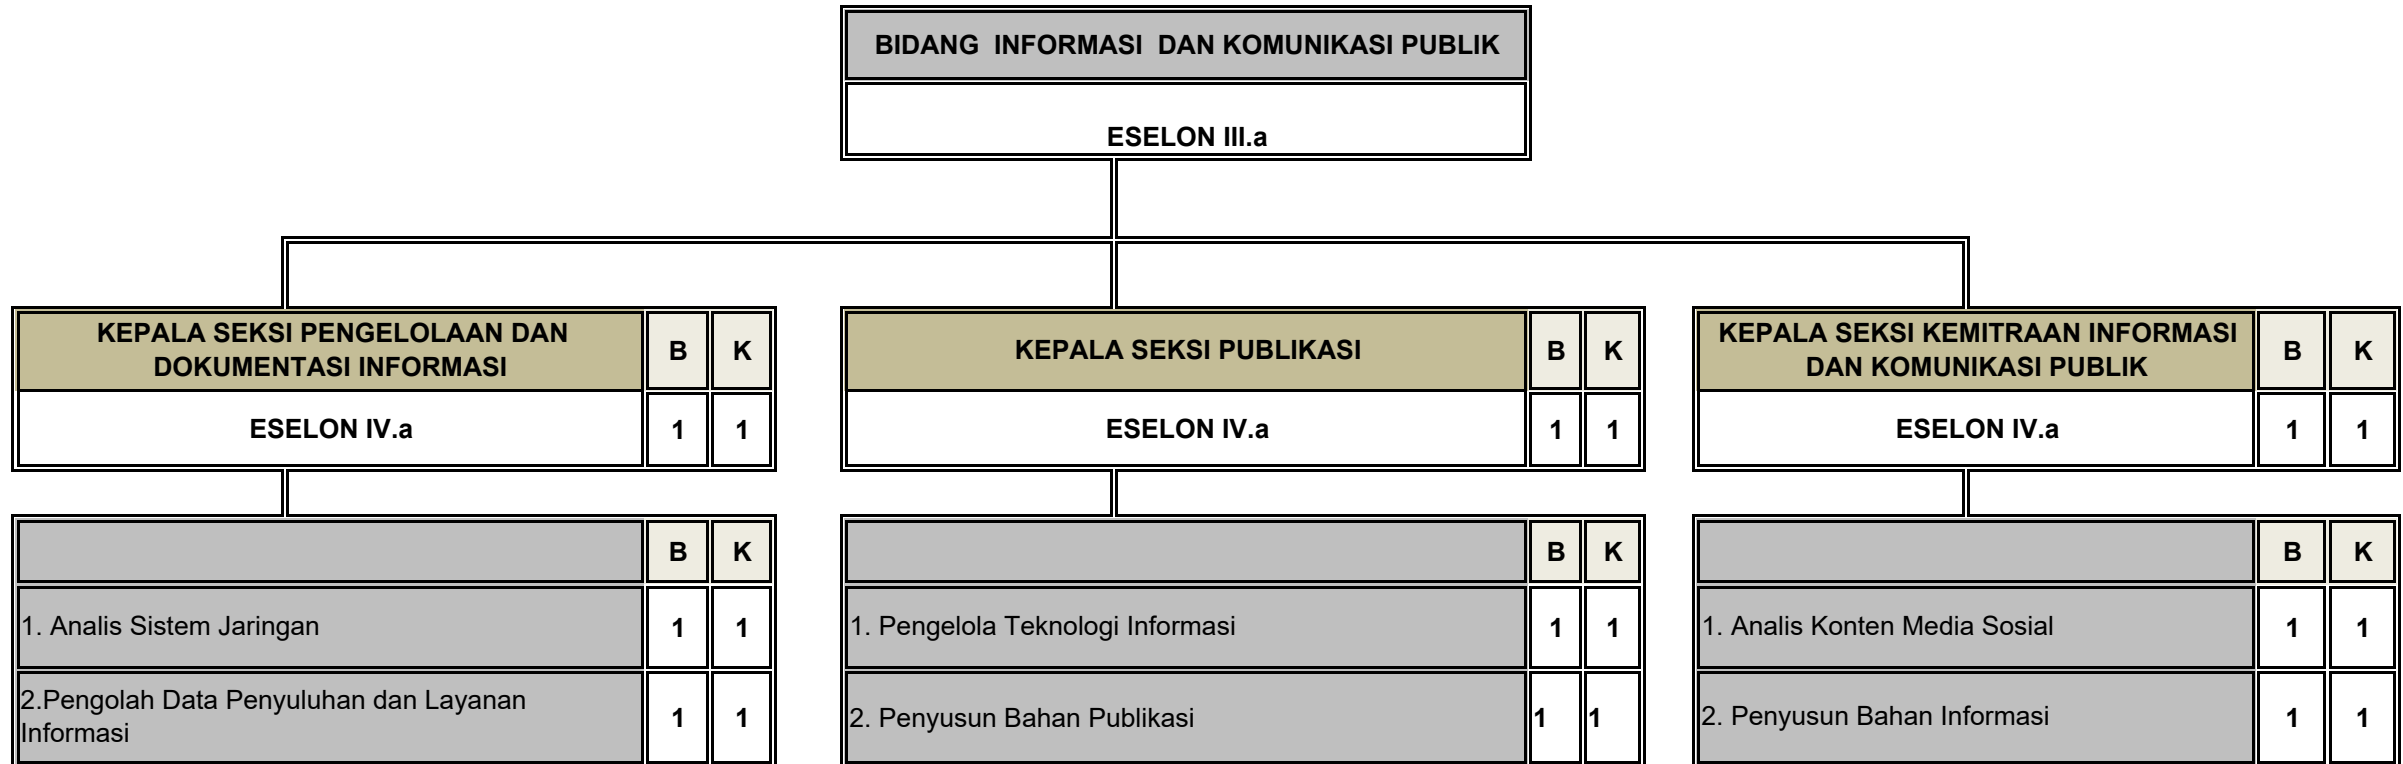 BIDANG INFORMASI DAN KOMUNIKASI PUBLIK
ESELON III.a
KEPALA SEKSI PENGELOLAAN DAN
DOKUMENTASI INFORMASI
B K
ESELON IV.a
1 1
B K
1. Analis Sistem Jaringan
1 1
2.Pengolah Data Penyuluhan dan Layanan
Informasi
1 1
KEPALA SEKSI PUBLIKASI
B K
ESELON IV.a
1 1
B K
1. Pengelola Teknologi Informasi
1 1
2. Penyusun Bahan Publikasi
1 1
KEPALA SEKSI KEMITRAAN INFORMASI
DAN KOMUNIKASI PUBLIK
B K
ESELON IV.a
1 1
B K
1. Analis Konten Media Sosial
1 1
2. Penyusun Bahan Informasi
1 1